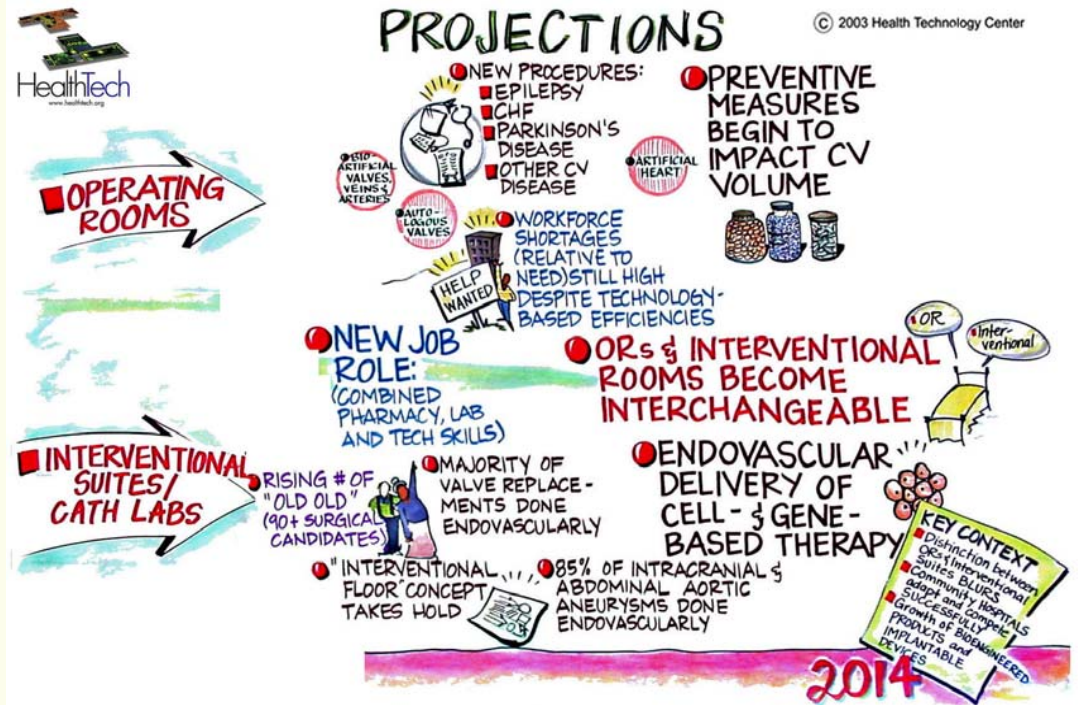 HealthTech
www.healthtech.org
PROJECTIONS
© 2003 Health Technology Center
OPERATING
ROOMS
NEW PROCEDURES:
EPILEPSY
CHF
PARKINSON'S
DISEASE
OTHER CV
DISEASE
BIO-
ARTIFICIAL
VALVES,
VEINS &
ARTERIES
AUTO-
LOGOUS
VALVES
ARTIFICIAL
HEART
PREVENTIVE
MEASURES
BEGIN TO
IMPACT CV
VOLUME
HELP
WANTED
WORKFORCE
SHORTAGES
(RELATIVE TO
NEED) STILL HIGH
DESPITE TECHNOLOGY-
BASED EFFICIENCIES
NEW JOB
ROLE:
(COMBINED
PHARMACY, LAB
AND TECH SKILLS)
ORs & INTERVENTIONAL
ROOMS BECOME
INTERCHANGEABLE
OR
Inter-
ventional
INTERVENTIONAL
SUITES/
CATH LABS
RISING # OF
"OLD OLD"
(90+ SURGICAL
CANDIDATES)
MAJORITY OF
VALVE REPLACE-
MENTS DONE
ENDOVASCULARLY
ENDOVASCULAR
DELIVERY OF
CELL- & GENE-
BASED THERAPY
"INTERVENTIONAL
FLOOR" CONCEPT
TAKES HOLD
85% OF INTRACRANIAL &
ABDOMINAL AORTIC
ANEURYSMS DONE
ENDOVASCULARLY
KEY CONTEXT
Distinction between
ORs & Interventional
Suites BLURS
Community Hospitals
adapt and Compete
SUCCESSFULLY
Growth of BIOENGINEERED
PRODUCTS and
IMPLANTABLE
DEVICES
2014